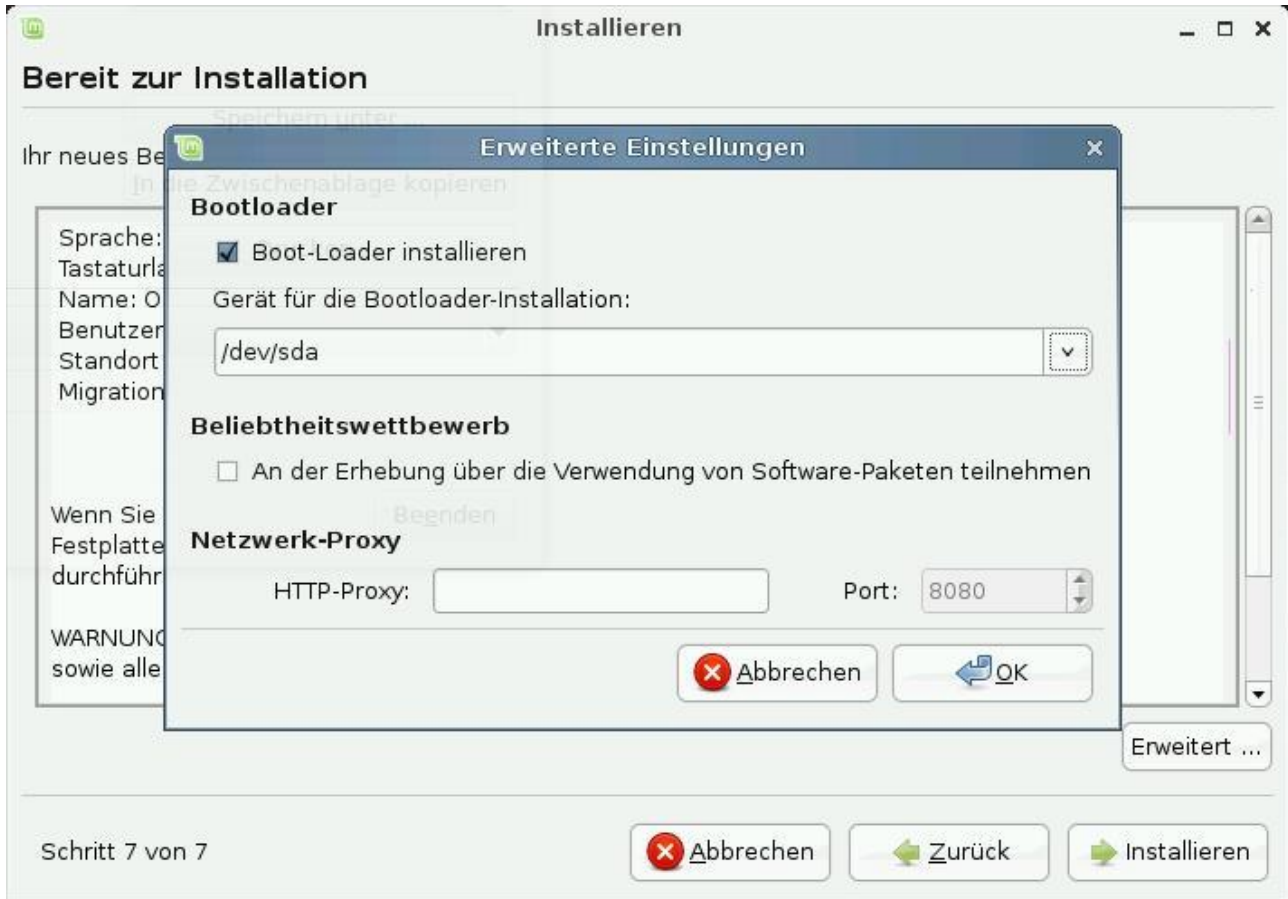 Installieren
Bereit zur Installation
Speichern unter ...
Ihr neues Be
Erweiterte Einstellungen
In die Zwischenablage kopieren
Bootloader
Sprache:
Boot-Loader installieren
Tastaturla
Name: O
Gerät für die Bootloader-Installation:
Benutzer
Standort
/dev/sda
Migration
Beliebtheitswettbewerb
An der Erhebung über die Verwendung von Software-Paketen teilnehmen
Wenn Sie
Beenden
Festplatte
Netzwerk-Proxy
durchführ
HTTP-Proxy:
Port:
8080
WARNUNG
sowie alle
Abbrechen
OK
Erweitert ...
Schritt 7 von 7
Abbrechen
Zurück
Installieren